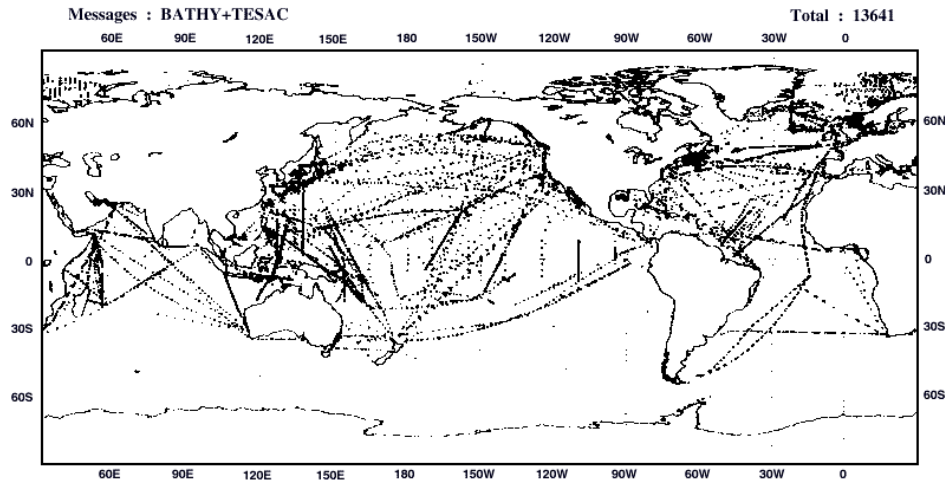 Messages : BATHY+TESAC
Total : 13641
60E 90E 120E 150E 180 150W 120W 90W 60W 30W 0
60N 60N
30N 30N
0 0
30S 30S
60S 60S
60E 90E 120E 150E 180 150W 120W 90W 60W 30W 0